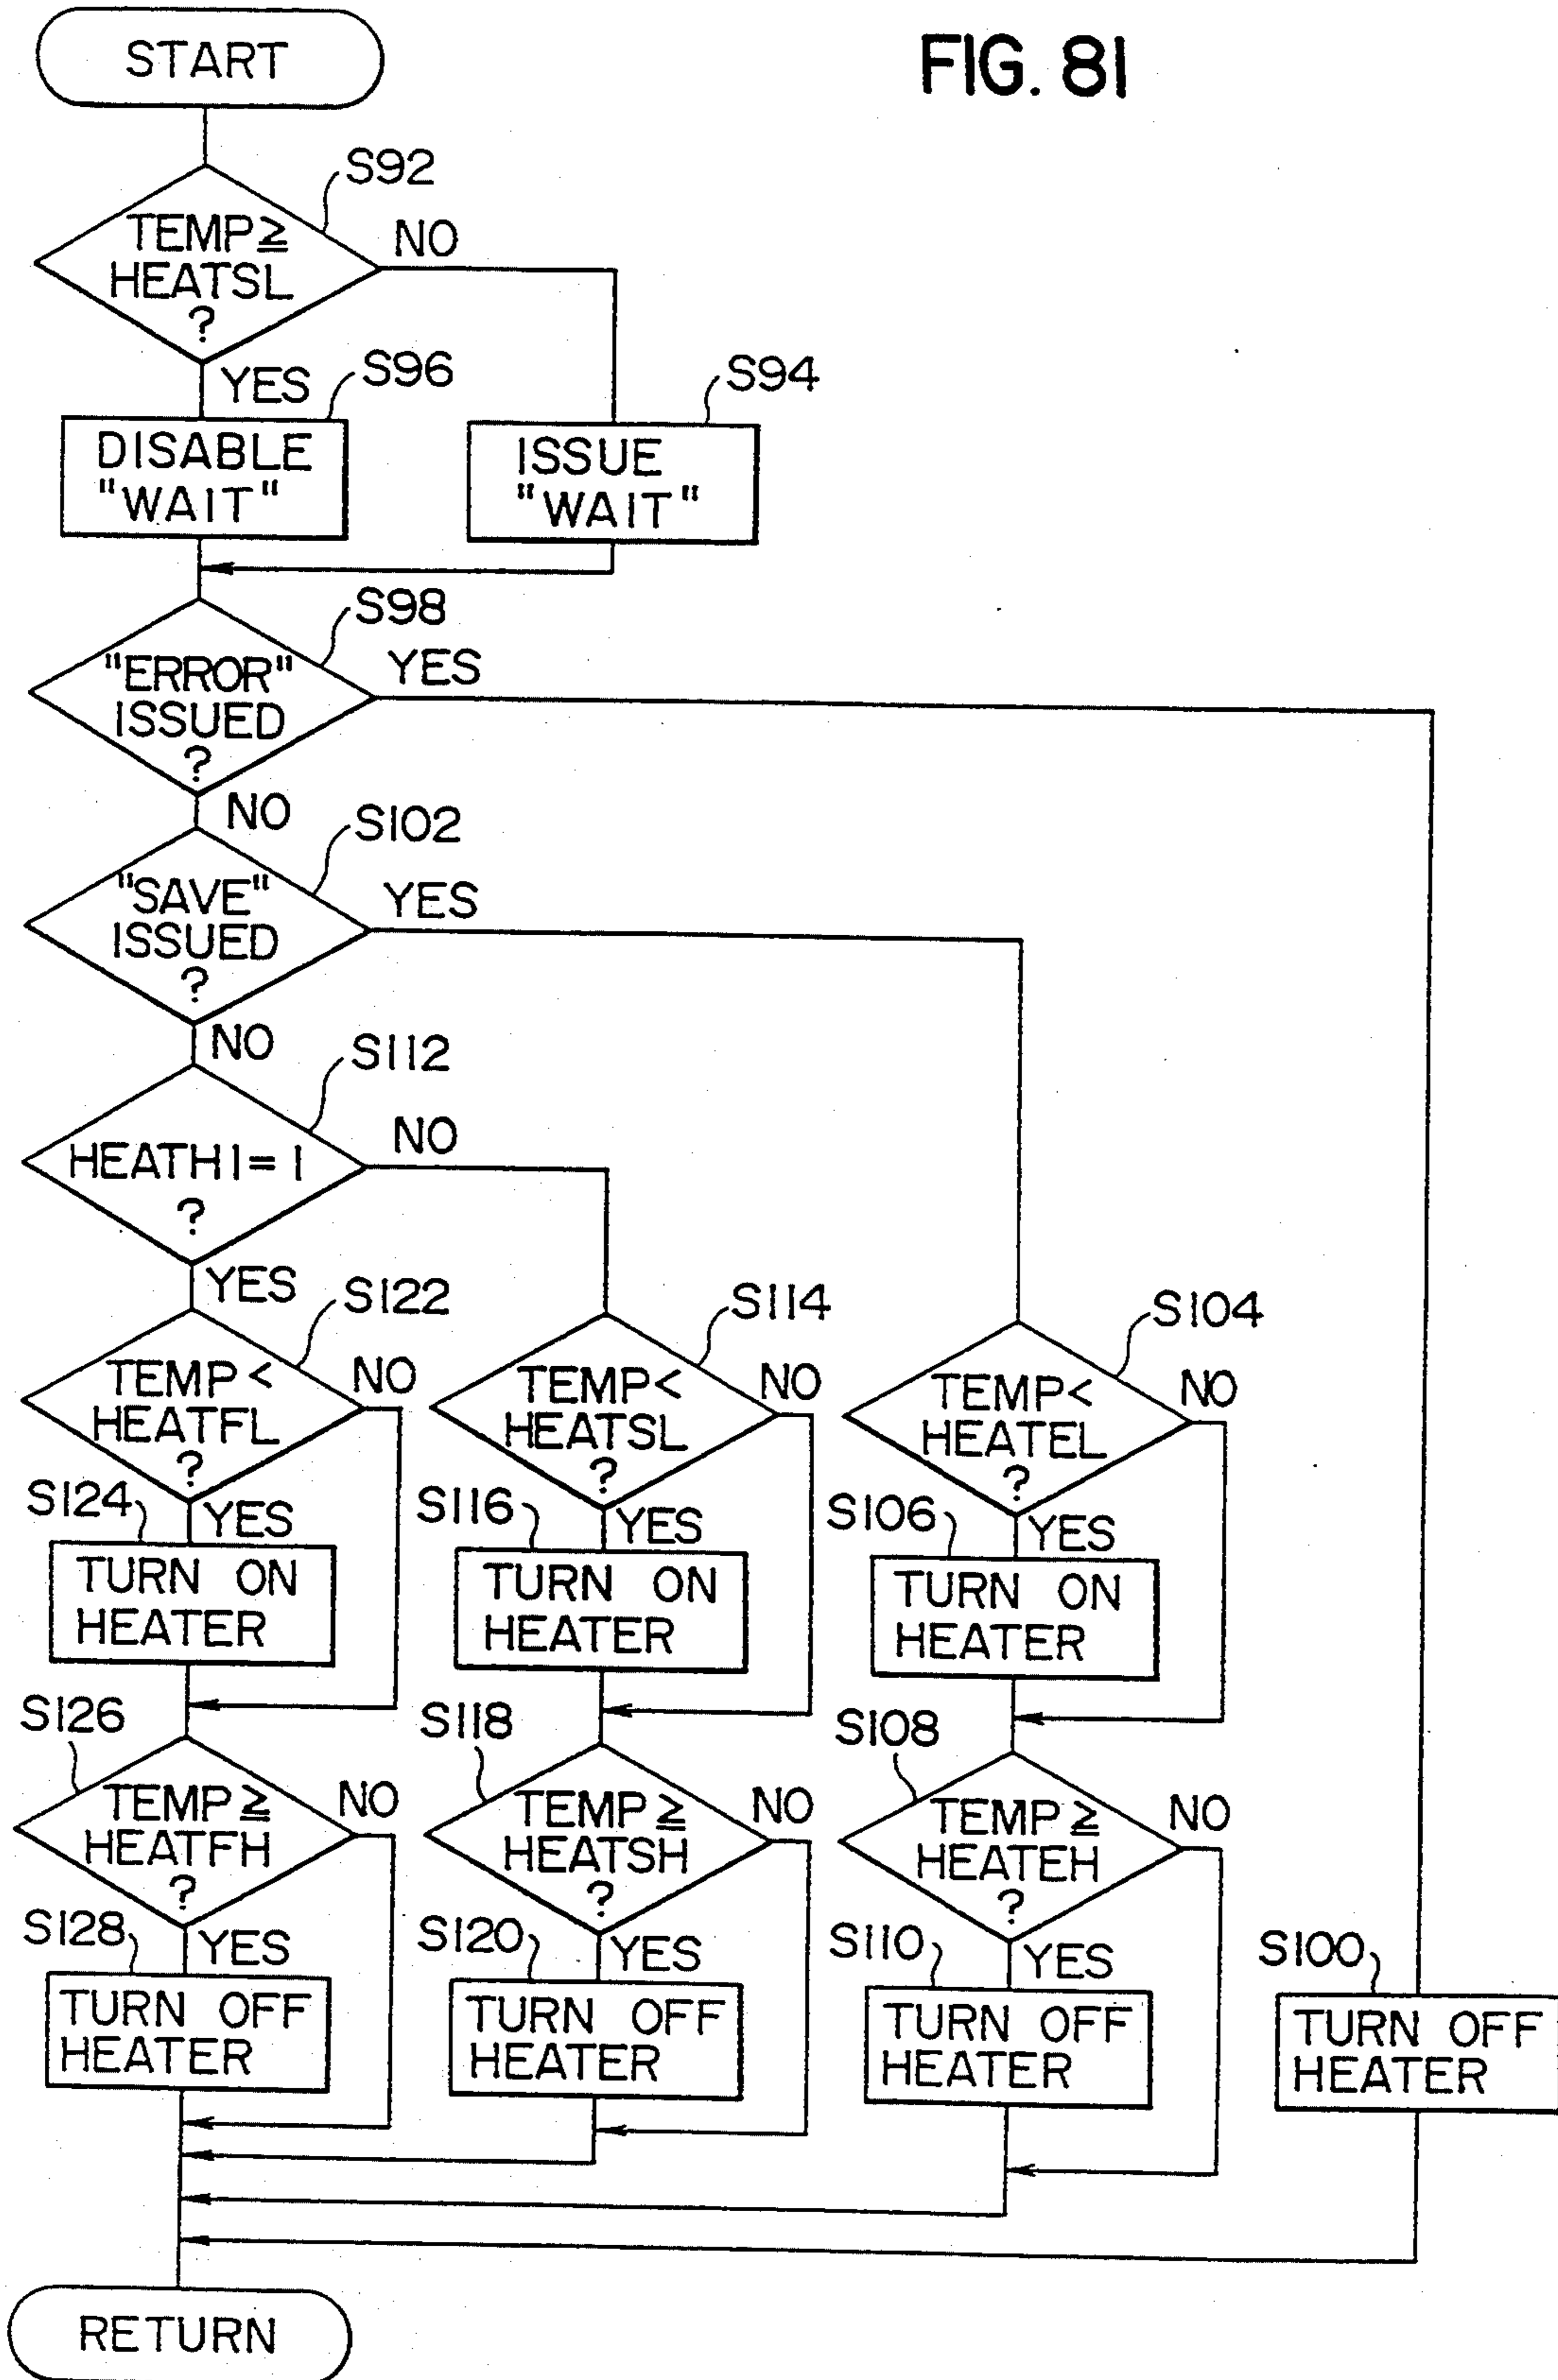 FIG. 81
START
S92
TEMP ≧
HEATSL
?
NO
YES
S96
DISABLE
"WAIT"
S94
ISSUE
"WAIT"
S98
"ERROR"
ISSUED
?
YES
NO
S102
"SAVE"
ISSUED
?
YES
NO
S112
HEATH1=1
?
NO
YES
S122
TEMP <
HEATFL
?
NO
S114
TEMP <
HEATSL
?
NO
S104
TEMP <
HEATEL
?
NO
S124
YES
TURN ON
HEATER
S116
YES
TURN ON
HEATER
S106
YES
TURN ON
HEATER
S126
TEMP ≧
HEATFH
?
NO
S118
TEMP ≧
HEATSH
?
NO
S108
TEMP ≧
HEATEH
?
NO
S128
YES
TURN OFF
HEATER
S120
YES
TURN OFF
HEATER
S110
YES
TURN OFF
HEATER
S100
TURN OFF
HEATER
RETURN